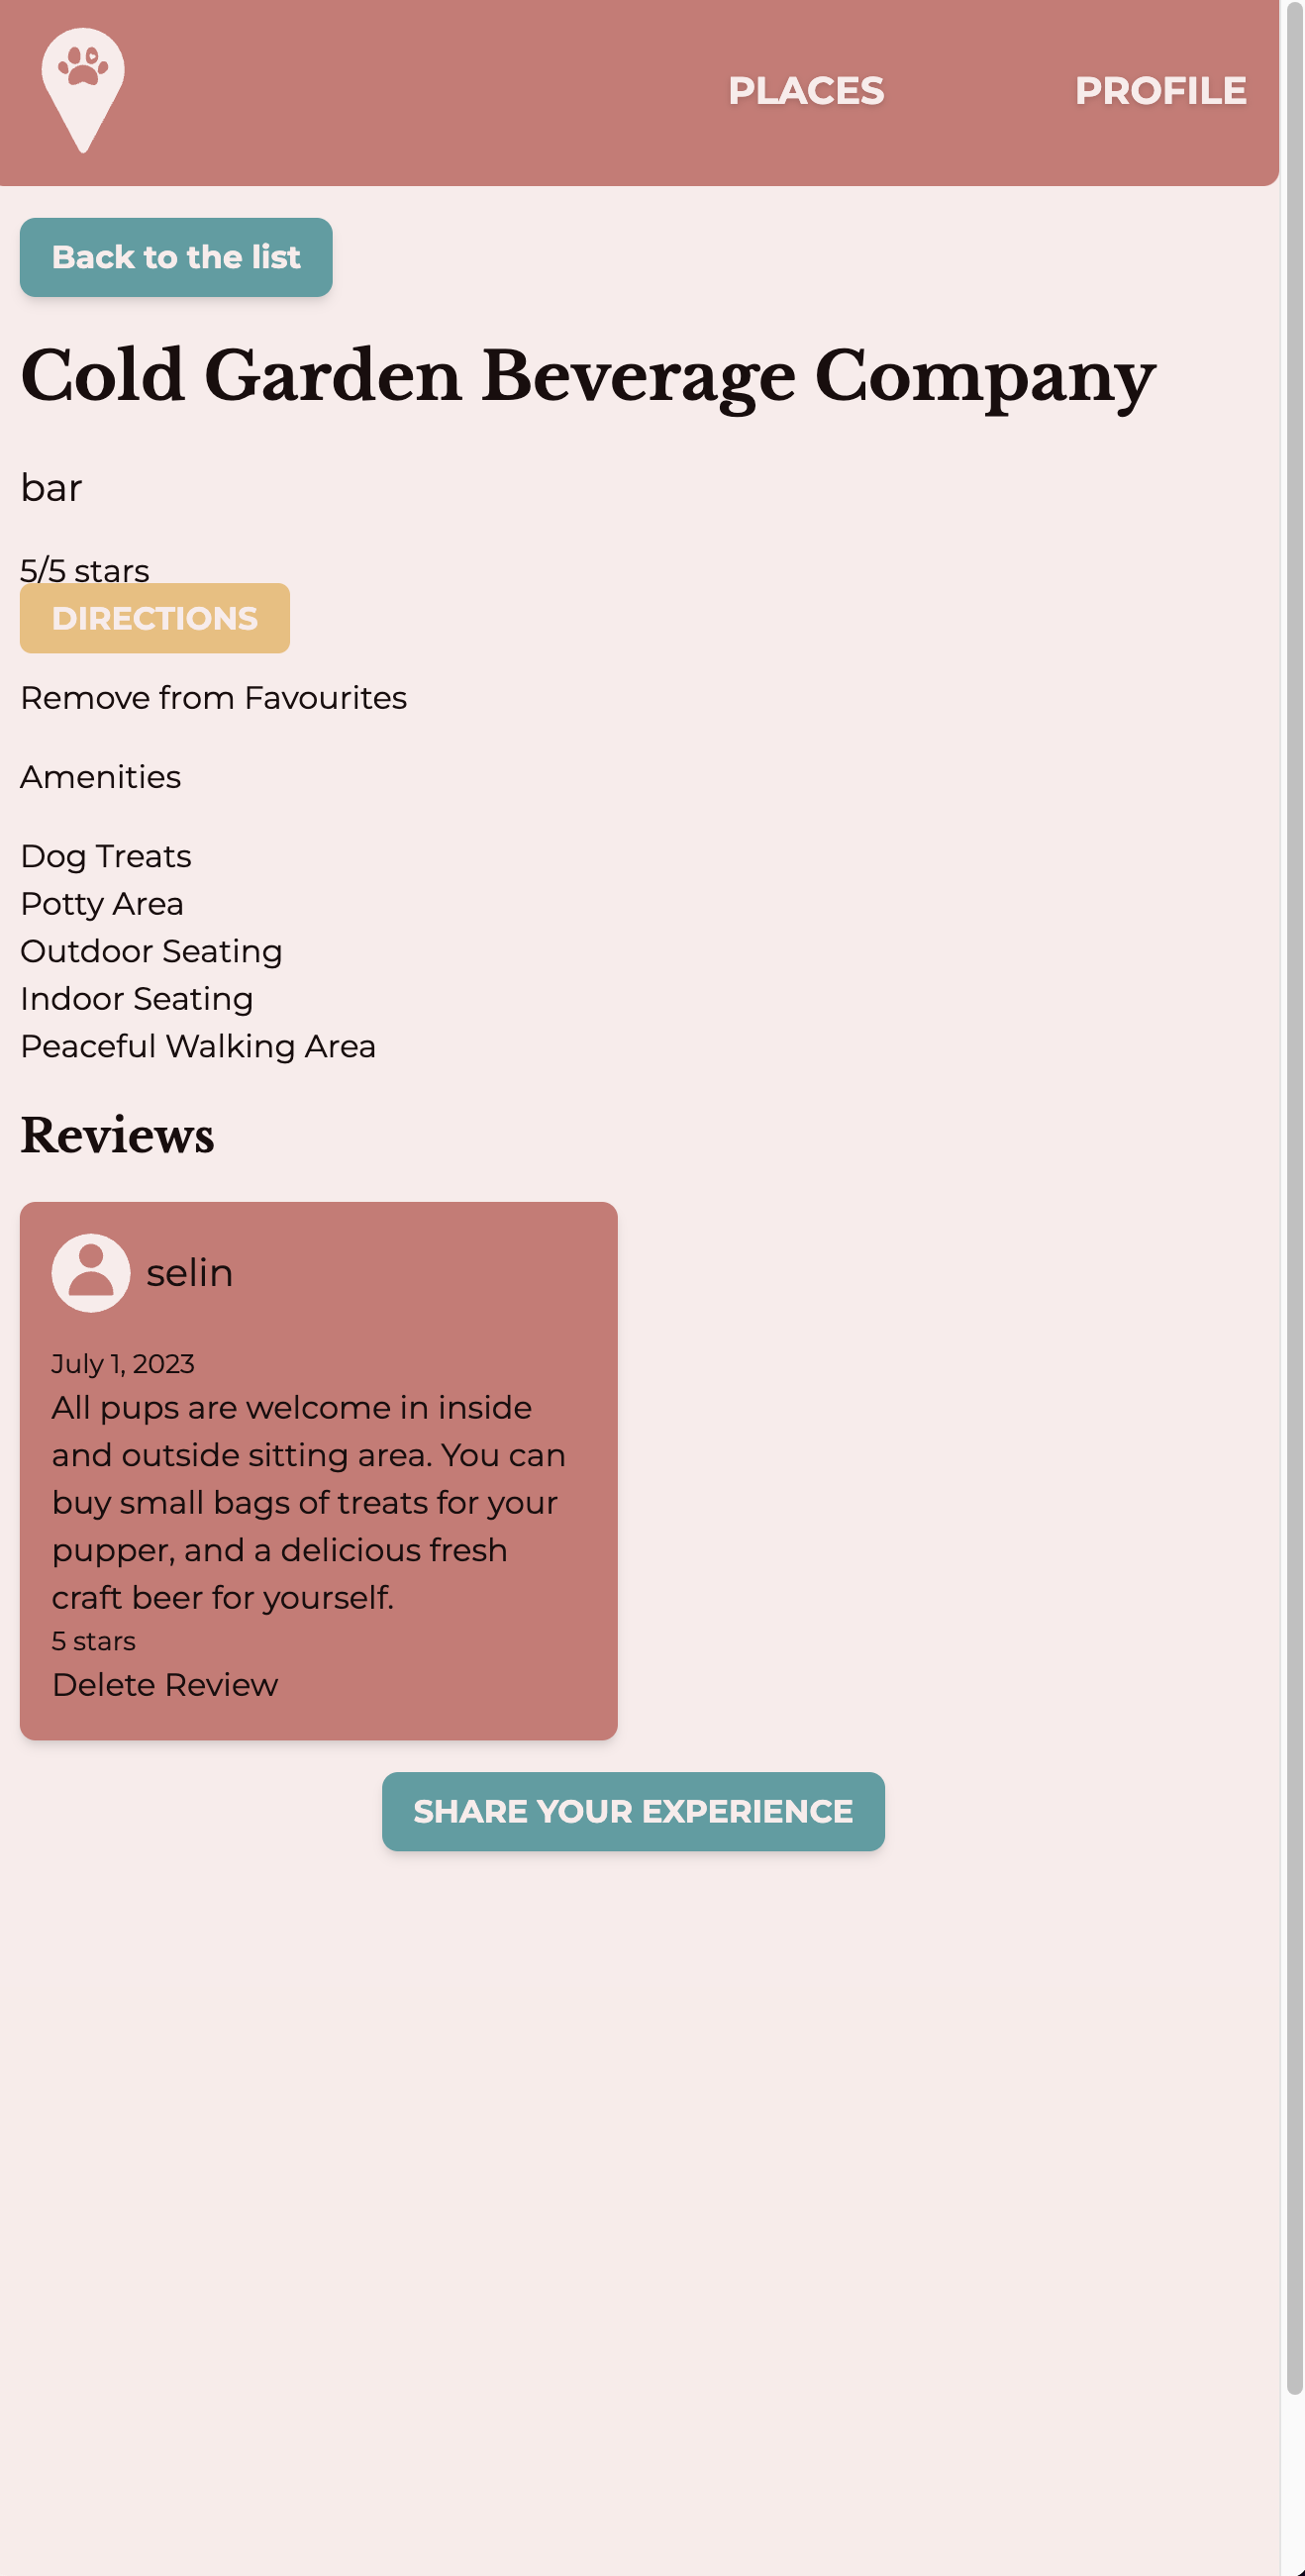 PLACES PROFILE
Back to the list
Cold Garden Beverage Company
bar
5/5 stars
DIRECTIONS
Remove from Favourites
Amenities
Dog Treats
Potty Area
Outdoor Seating
Indoor Seating
Peaceful Walking Area
Reviews
selin
July 1, 2023
All pups are welcome in inside
and outside sitting area. You can
buy small bags of treats for your
pupper, and a delicious fresh
craft beer for yourself.
5 stars
Delete Review
SHARE YOUR EXPERIENCE